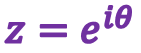 z = e^{iθ}